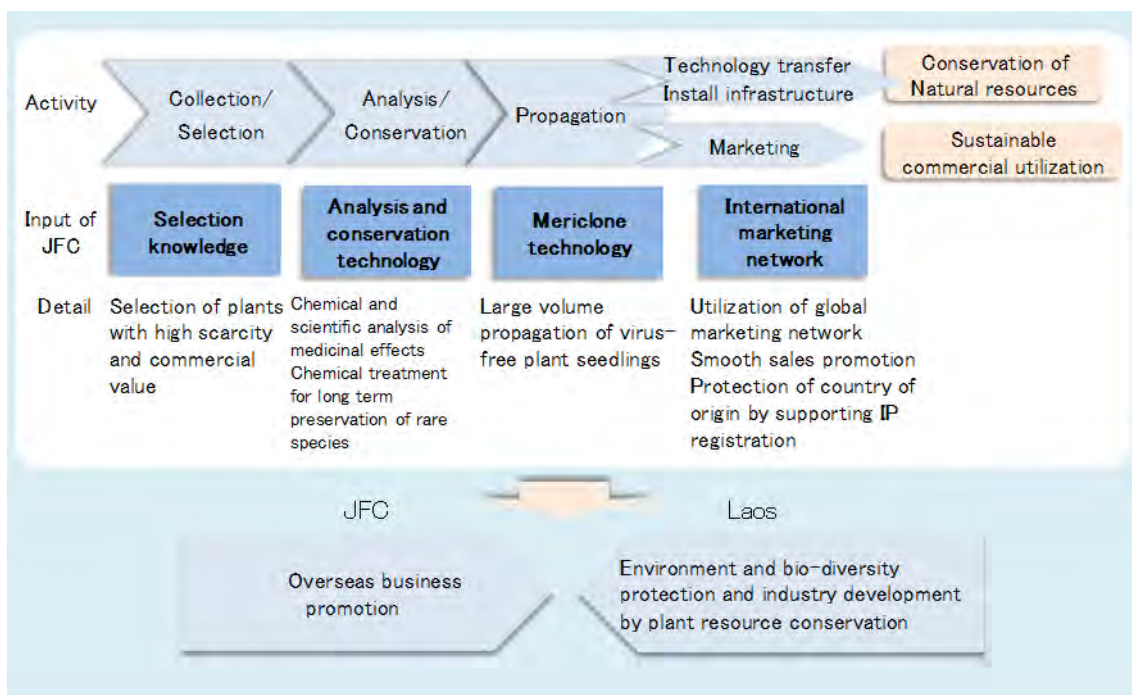 Activity
Collection/
Selection
Analysis/
Conservation
Propagation
Technology transfer
Install infrastructure
Marketing
Conservation of
Natural resources
Sustainable
commercial utilization
Input of
JFC
Selection
knowledge
Analysis and
conservation
technology
Mericlone
technology
International
marketing
network
Detail
Selection of plants
with high scarcity
and commercial
value
Chemical and
scientific analysis of
medicinal effects
Chemical treatment
for long term
preservation of rare
species
Large volume
propagation of virus-
free plant seedlings
Utilization of global
marketing network
Smooth sales promotion
Protection of country of
origin by supporting IP
registration
JFC
Laos
Overseas business
promotion
Environment and bio-diversity
protection and industry development
by plant resource conservation